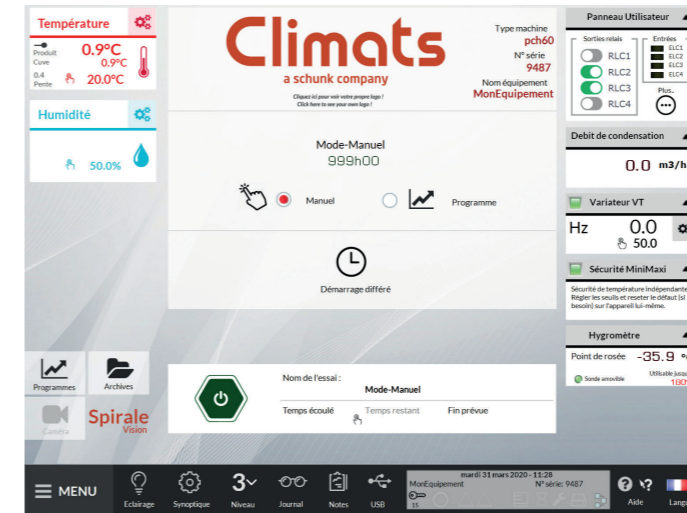 Température
Produit 0.9°C
Cuve 0.9°C
0.4
Pente 20.0°C
Humidité
50.0%
Climats
a schunk company
Cliquez ici pour voir votre propre logo !
Click here to see your own logo !
Type machine
pch60
N° série
9487
Nom équipement
MonEquipement
Mode-Manuel
999h00
Manuel
Programme
Démarrage différé
Panneau Utilisateur
Sorties relais
RLC1
RLC2
RLC3
RLC4
Entrées
ELC1
ELC2
ELC3
ELC4
Plus..
Debit de condensation
0.0 m3/h
Variateur VT
Hz 0.0
50.0
Sécurité MiniMaxi
Sécurité de température indépendante
Régler les seuils et reseter le défaut (si
besoin) sur l'appareil lui-même.
Hygromètre
Point de rosée -35.9 °
Sonde amovible
Utilisable jusqu
180
Programmes
Archives
Caméra
Spirale
Vision
Nom de l'essai :
Mode-Manuel
Temps écoulé
Temps restant
Fin prévue
MENU
Eclairage
Synoptique
3
Niveau
Journal
Notes
USB
mardi 31 mars 2020 - 11:28
MonEquipement N° série: 9487
11
Aide
Langu